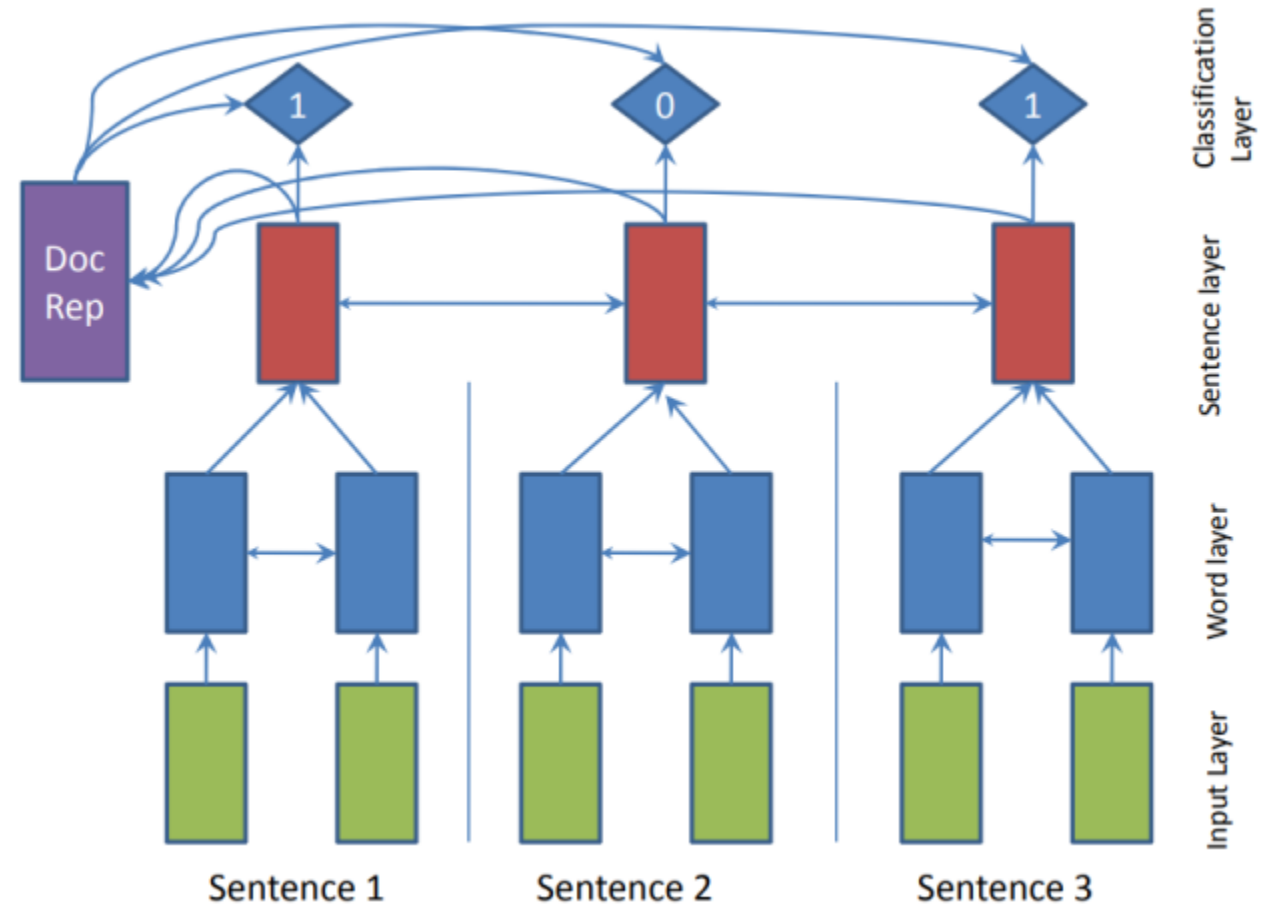 Classification
Layer
1
0
1
Doc
Rep
Sentence layer
Word layer
Input Layer
Sentence 1
Sentence 2
Sentence 3